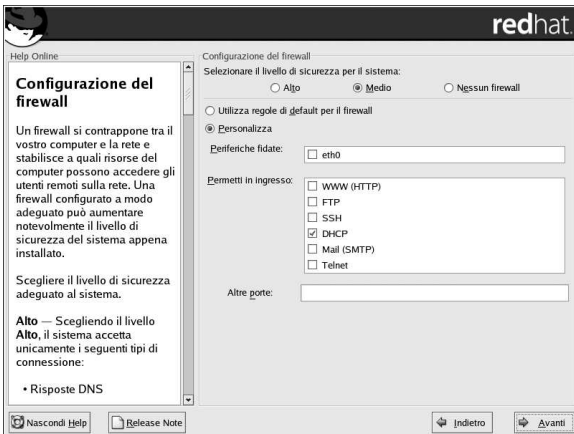 redhat.
Help Online
Configurazione del
firewall
Un firewall si contrappone tra il
vostro computer e la rete e
stabilisce a quali risorse del
computer possono accedere gli
utenti remoti sulla rete. Una
firewall configurato a modo
adeguato può aumentare
notevolmente il livello di
sicurezza del sistema appena
installato.
Scegliere il livello di sicurezza
adeguato al sistema.
Alto — Scegliendo il livello
Alto, il sistema accetta
unicamente i seguenti tipi di
connessione:
• Risposte DNS
Configurazione del firewall
Selezionare il livello di sicurezza per il sistema:
Alto Medio Nessun firewall
Utilizza regole di default per il firewall
Personalizza
Periferiche fidate:
eth0
Permetti in ingresso:
WWW (HTTP)
FTP
SSH
DHCP
Mail (SMTP)
Telnet
Altre porte:
Nascondi Help Release Note Indietro Avanti